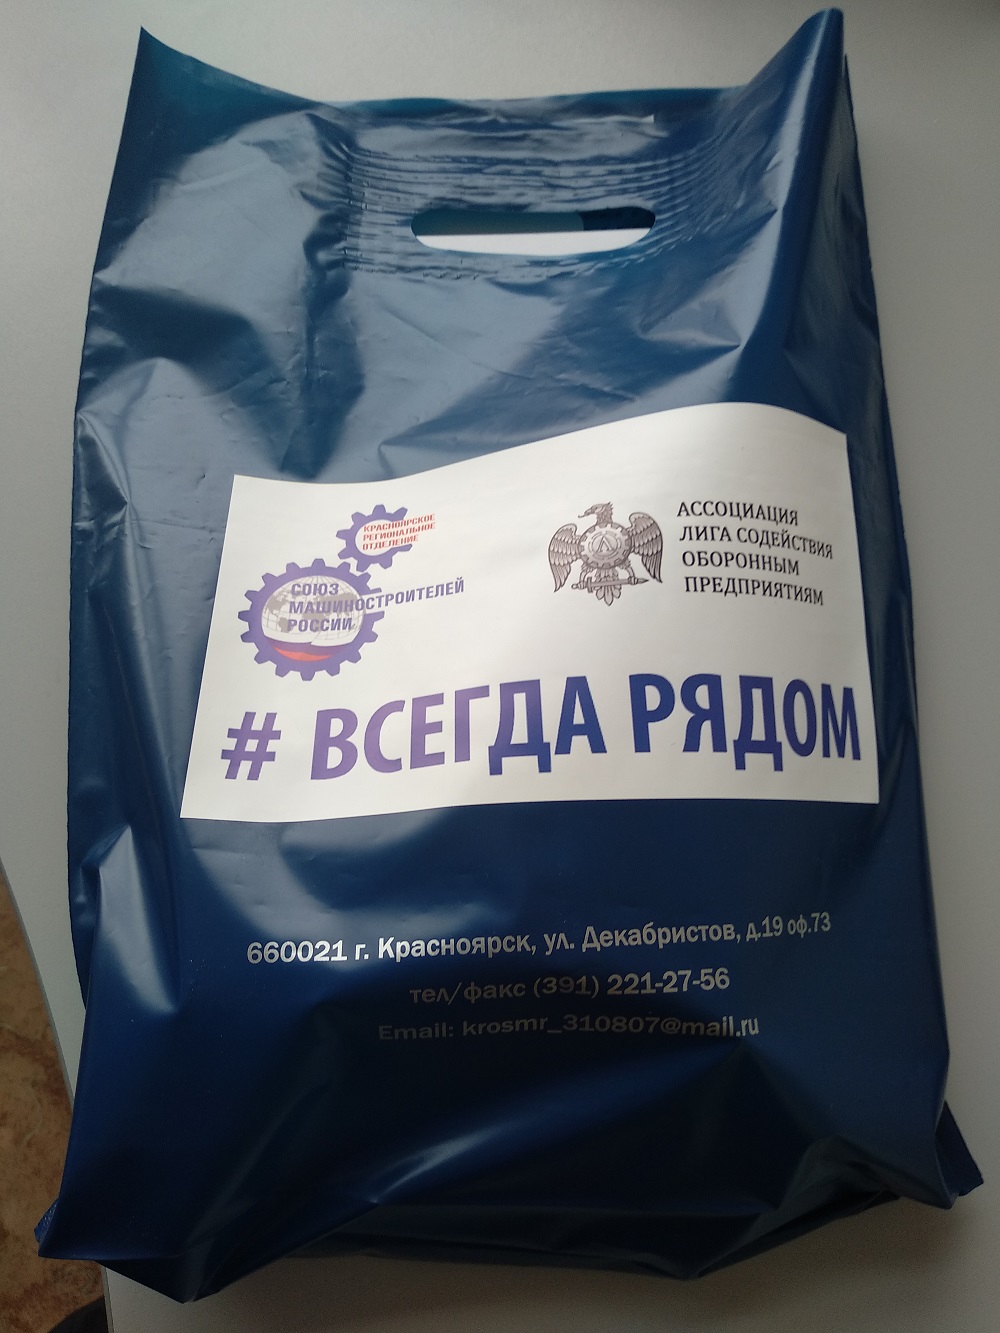 КРАСНОЯРСКОЕ
РЕГИОНАЛЬНОЕ
ОТДЕЛЕНИЕ
СОЮЗ
МАШИНОСТРОИТЕЛЕЙ
РОССИИ
АССОЦИАЦИЯ
ЛИГА СОДЕЙСТВИЯ
ОБОРОННЫМ
ПРЕДПРИЯТИЯМ
# ВСЕГДА РЯДОМ
660021 г. Красноярск, ул. Декабристов, д.19 оф.73
тел/факс (391) 221-27-56
Email: krosmr_310807@mail.ru